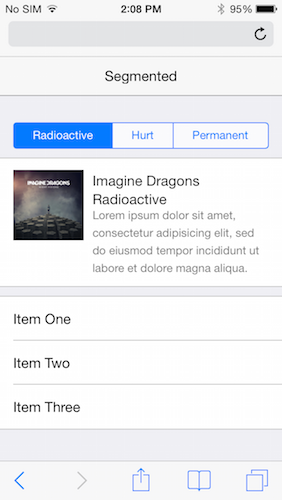 No SIM 2:08 PM 95%
Segmented
Radioactive Hurt Permanent
IMAGINE DRAGONS
Imagine Dragons
Radioactive
Lorem ipsum dolor sit amet,
consectetur adipisicing elit, sed
do eiusmod tempor incididunt ut
labore et dolore magna aliqua.
Item One
Item Two
Item Three